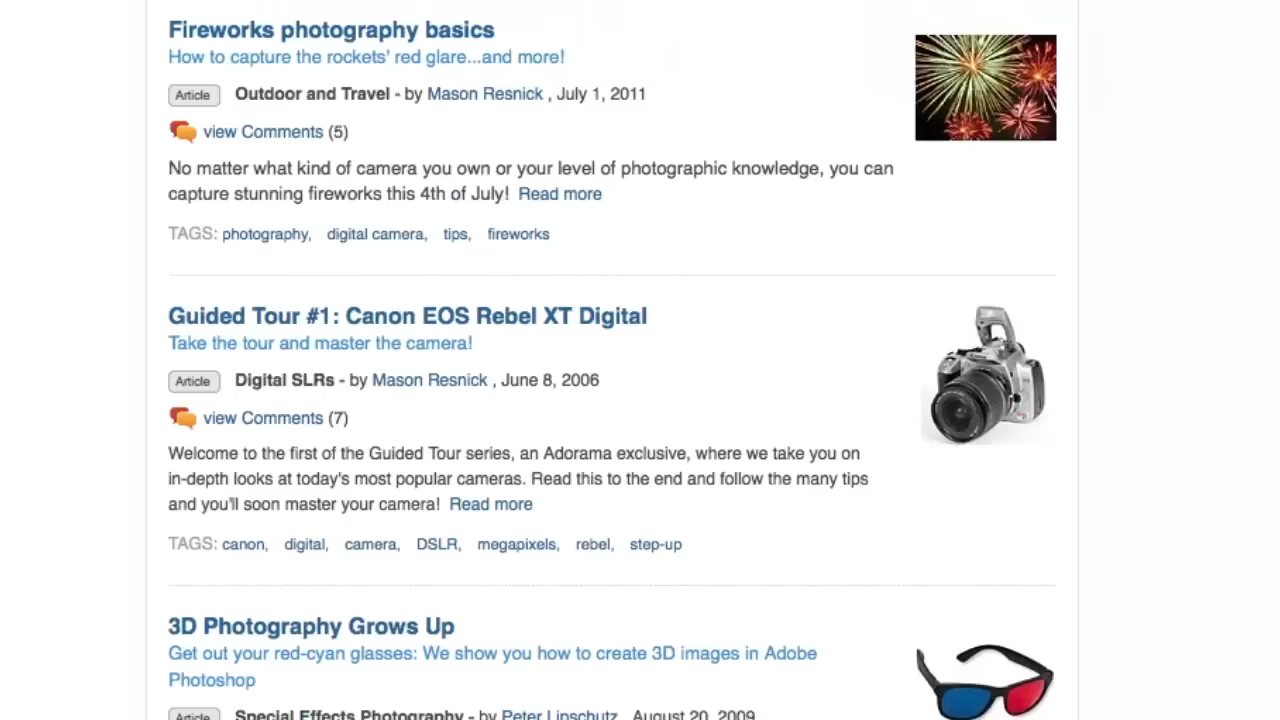 Fireworks photography basics
How to capture the rockets' red glare...and more!
Article Outdoor and Travel - by Mason Resnick , July 1, 2011
view Comments (5)
No matter what kind of camera you own or your level of photographic knowledge, you can
capture stunning fireworks this 4th of July! Read more
TAGS: photography, digital camera, tips, fireworks
Guided Tour #1: Canon EOS Rebel XT Digital
Take the tour and master the camera!
Article Digital SLRs - by Mason Resnick , June 8, 2006
view Comments (7)
Welcome to the first of the Guided Tour series, an Adorama exclusive, where we take you on
in-depth looks at today's most popular cameras. Read this to the end and follow the many tips
and you'll soon master your camera! Read more
TAGS: canon, digital, camera, DSLR, megapixels, rebel, step-up
3D Photography Grows Up
Get out your red-cyan glasses: We show you how to create 3D images in Adobe
Photoshop
Article Special Effects Photography - by Peter Lipschutz , August 20, 2009